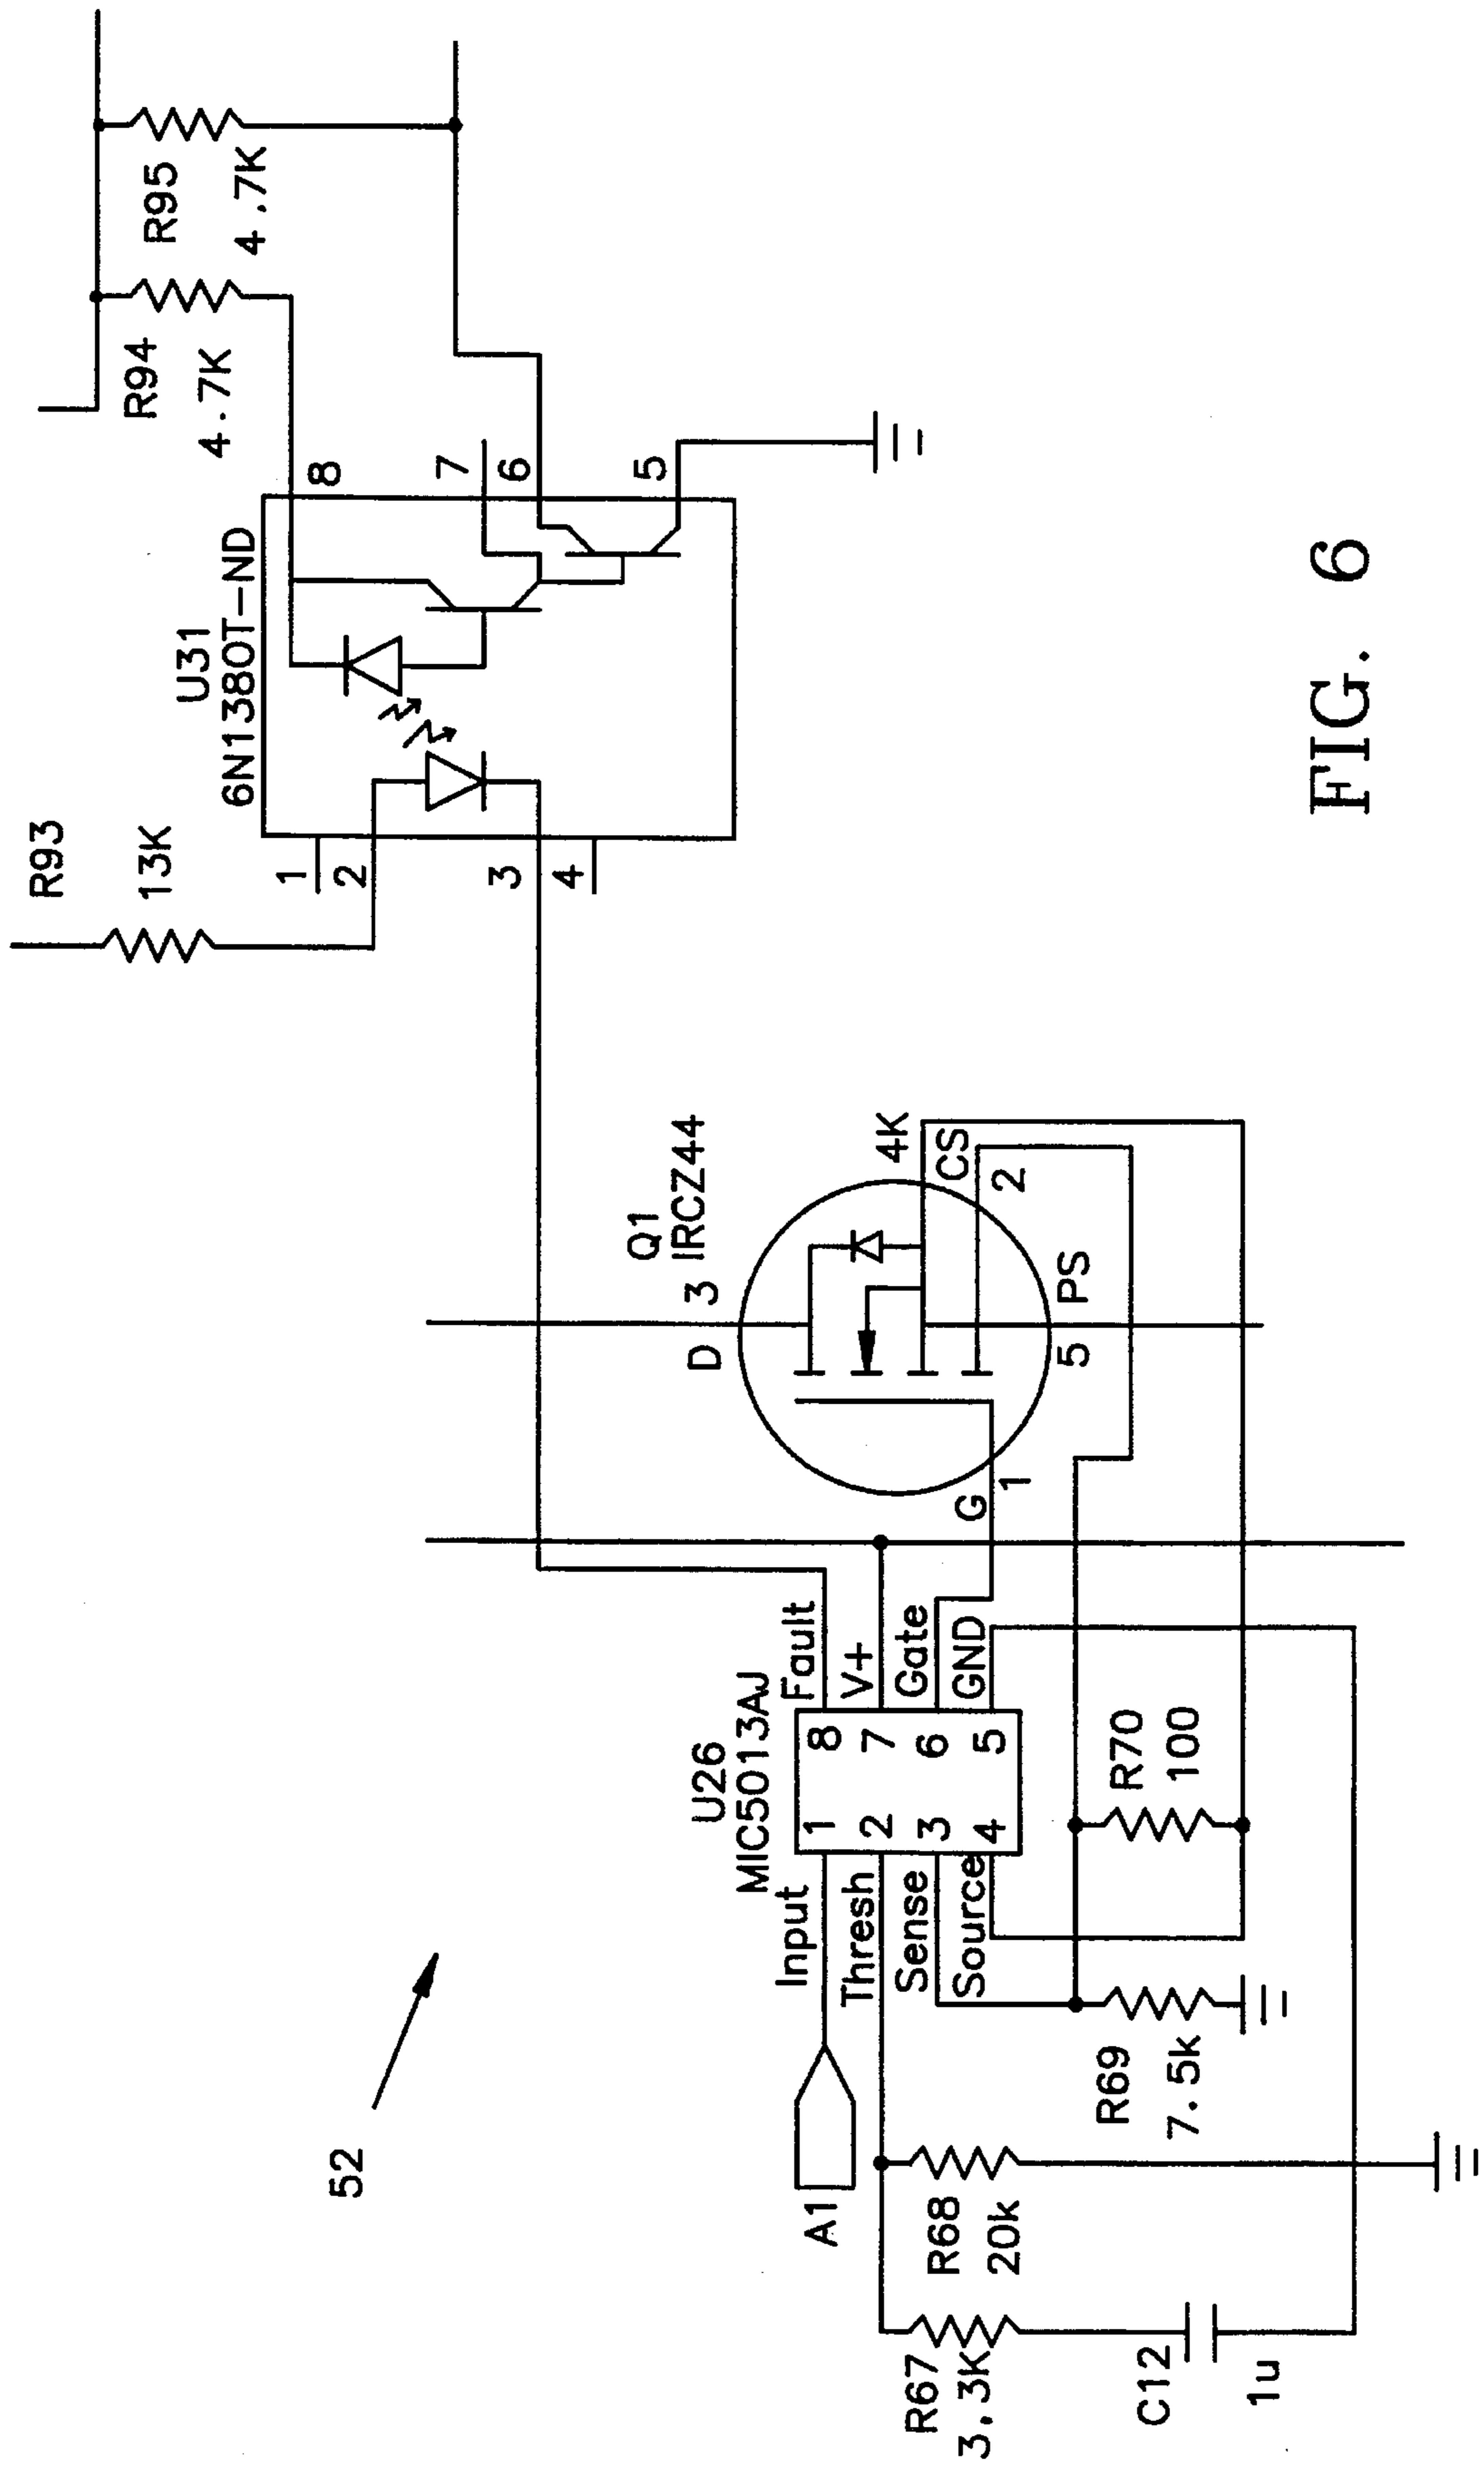 52
A1
R67
3.3K
C12
1u
R68
20k
R69
7.5k
R70
100
U26
MIC5013AJ
Input
Thresh
Sense
Source
1
2
3
4
8
7
6
5
Fault
V+
Gate
GND
Q1
IRCZ44
D
3
G
1
4K
CS
2
PS
5
R93
13K
U31
6N1380T-ND
1
2
3
4
8
7
6
5
R94
4.7K
R95
4.7K
FIG. 6